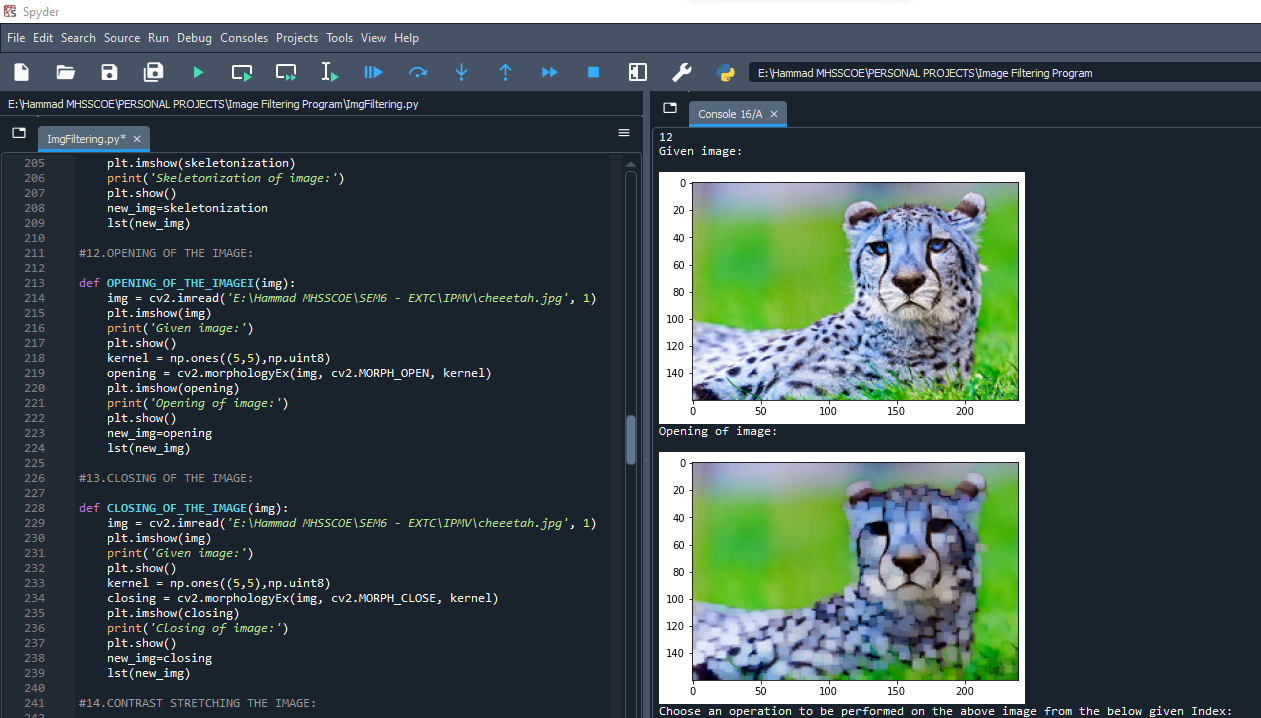 Spyder
File Edit Search Source Run Debug Consoles Projects Tools View Help
E:\Hammad MHSSCOE\PERSONAL PROJECTS\Image Filtering Program
E:\Hammad MHSSCOE\PERSONAL PROJECTS\Image Filtering Program\ImgFiltering.py
ImgFiltering.py*
205 plt.imshow(skeletonization)
206 print('Skeletonization of image:')
207 plt.show()
208 new_img=skeletonization
209 lst(new_img)
210
211 #12.OPENING OF THE IMAGE:
212
213 def OPENING_OF_THE_IMAGEI(img):
214 img = cv2.imread('E:\Hammad MHSSCOE\SEM6 - EXTC\IPMV\cheeetah.jpg', 1)
215 plt.imshow(img)
216 print('Given image:')
217 plt.show()
218 kernel = np.ones((5,5),np.uint8)
219 opening = cv2.morphologyEx(img, cv2.MORPH_OPEN, kernel)
220 plt.imshow(opening)
221 print('Opening of image:')
222 plt.show()
223 new_img=opening
224 lst(new_img)
225
226 #13.CLOSING OF THE IMAGE:
227
228 def CLOSING_OF_THE_IMAGE(img):
229 img = cv2.imread('E:\Hammad MHSSCOE\SEM6 - EXTC\IPMV\cheeetah.jpg', 1)
230 plt.imshow(img)
231 print('Given image:')
232 plt.show()
233 kernel = np.ones((5,5),np.uint8)
234 closing = cv2.morphologyEx(img, cv2.MORPH_CLOSE, kernel)
235 plt.imshow(closing)
236 print('Closing of image:')
237 plt.show()
238 new_img=closing
239 lst(new_img)
240
241 #14.CONTRAST STRETCHING THE IMAGE:
Console 16/A
12
Given image:
0
20
40
60
80
100
120
140
0 50 100 150 200
Opening of image:
0
20
40
60
80
100
120
140
0 50 100 150 200
Choose an operation to be performed on the above image from the below given Index: